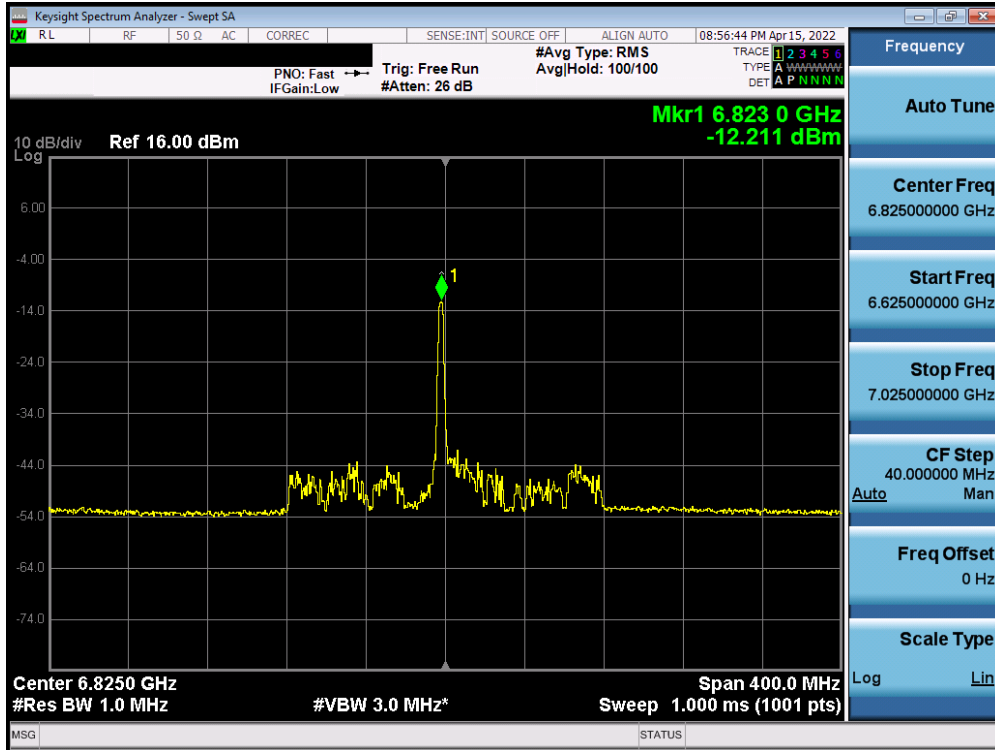 Keysight Spectrum Analyzer - Swept SA
LXI RL RF 50 Ω AC CORREC SENSE:INT SOURCE OFF ALIGN AUTO 08:56:44 PM Apr 15, 2022
PNO: Fast Trig: Free Run #Avg Type: RMS TRACE 1 2 3 4 5 6
IFGain:Low #Atten: 26 dB Avg|Hold: 100/100 TYPE A WWWWW
DET A P N N N N
Mkr1 6.823 0 GHz
10 dB/div Ref 16.00 dBm -12.211 dBm
Log
6.00
-4.00
1
-14.0
-24.0
-34.0
-44.0
-54.0
-64.0
-74.0
Center 6.8250 GHz Span 400.0 MHz
#Res BW 1.0 MHz #VBW 3.0 MHz* Sweep 1.000 ms (1001 pts)
MSG STATUS
Frequency
Auto Tune
Center Freq
6.825000000 GHz
Start Freq
6.625000000 GHz
Stop Freq
7.025000000 GHz
CF Step
40.000000 MHz
Auto Man
Freq Offset
0 Hz
Scale Type
Log Lin